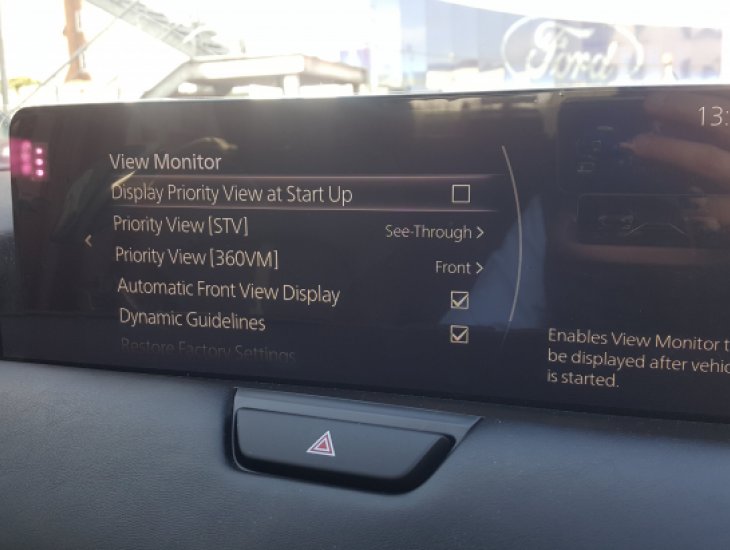 Ford
13:
View Monitor
Display Priority View at Start Up
Priority View [STV]
See-Through >
Priority View [360VM]
Front >
Automatic Front View Display
Dynamic Guidelines
Restore Factory Settings
Enables View Monitor t
be displayed after vehic
is started.